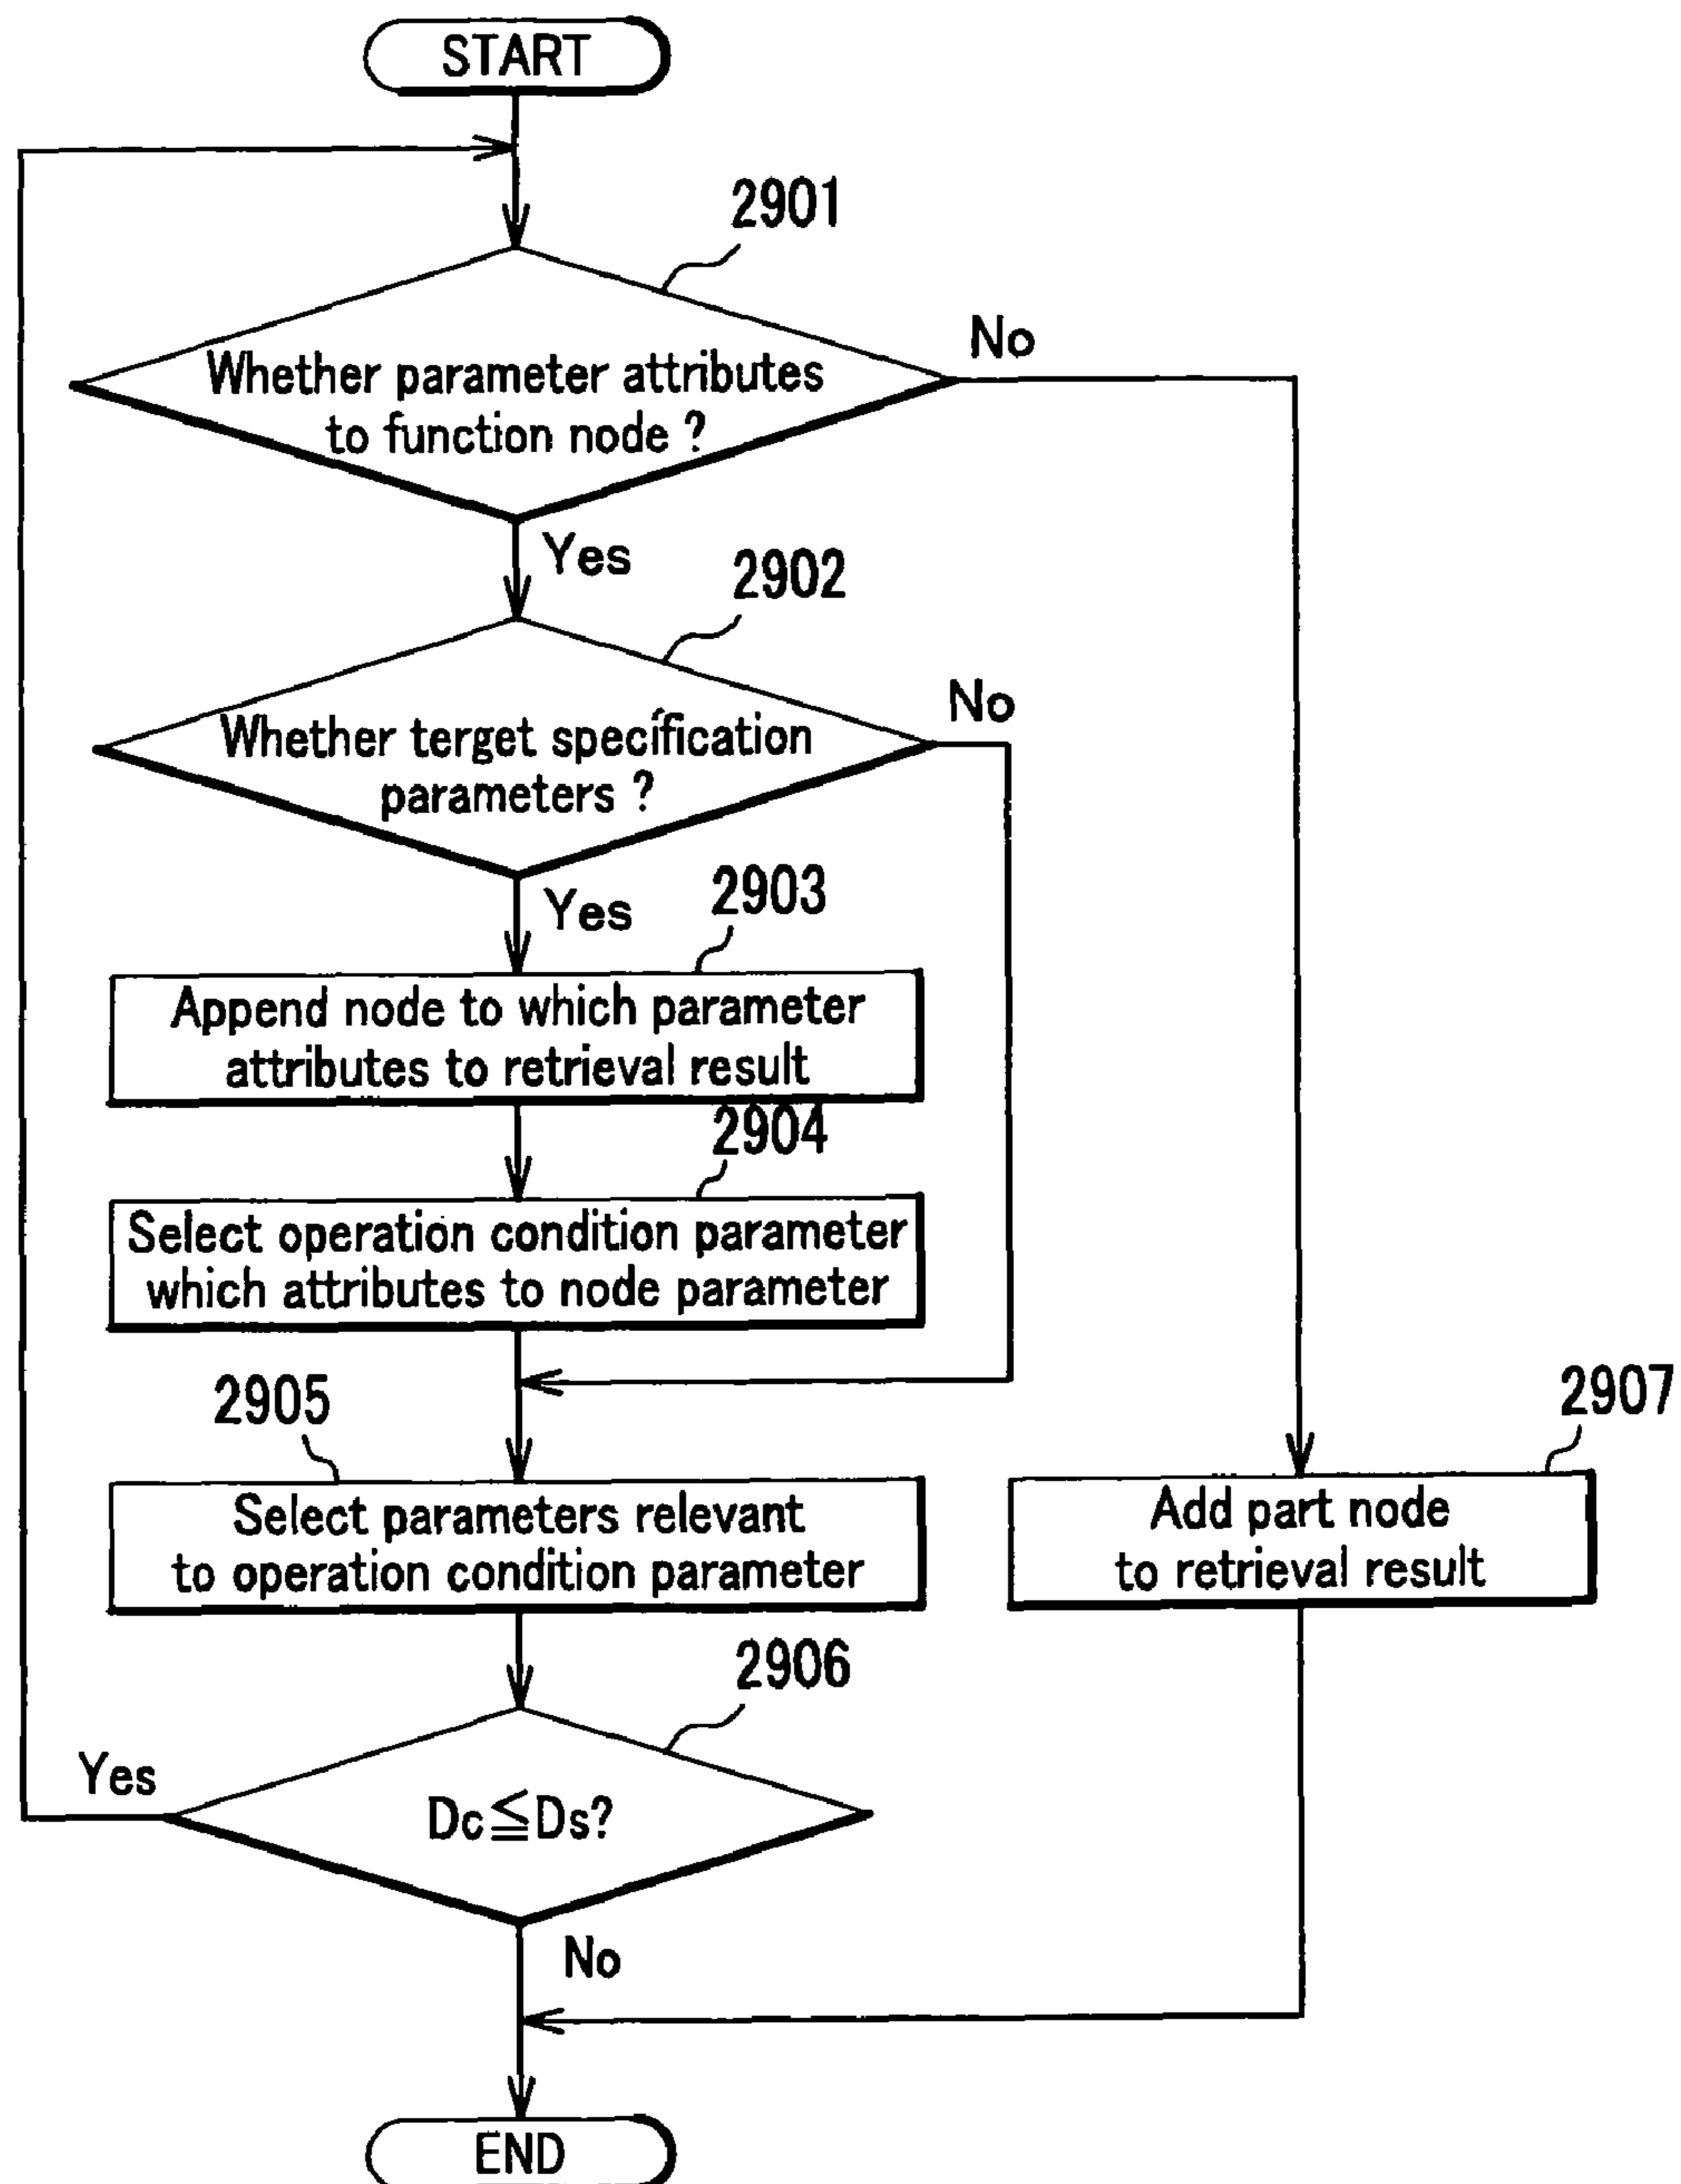 START
2901
Whether parameter attributes
to function node ?
No
Yes
2902
Whether terget specification
parameters ?
No
Yes
2903
Append node to which parameter
attributes to retrieval result
2904
Select operation condition parameter
which attributes to node parameter
2905
Select parameters relevant
to operation condition parameter
2907
Add part node
to retrieval result
2906
Dc≦Ds?
Yes
No
END